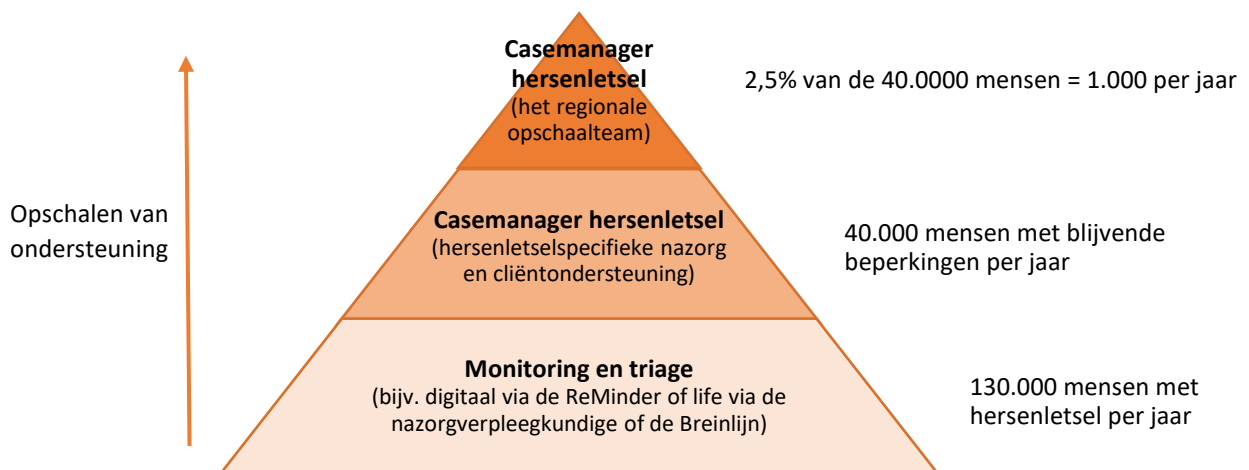 Casemanager
hersenletsel
(het regionale
opschaalteam)
2,5% van de 40.0000 mensen = 1.000 per jaar
Opschalen van
ondersteuning
Casemanager hersenletsel
(hersenletselspecifieke nazorg
en cliëntondersteuning)
40.000 mensen met blijvende
beperkingen per jaar
Monitoring en triage
(bijv. digitaal via de ReMinder of life via de
nazorgverpleegkundige of de Breinlijn)
130.000 mensen met
hersenletsel per jaar